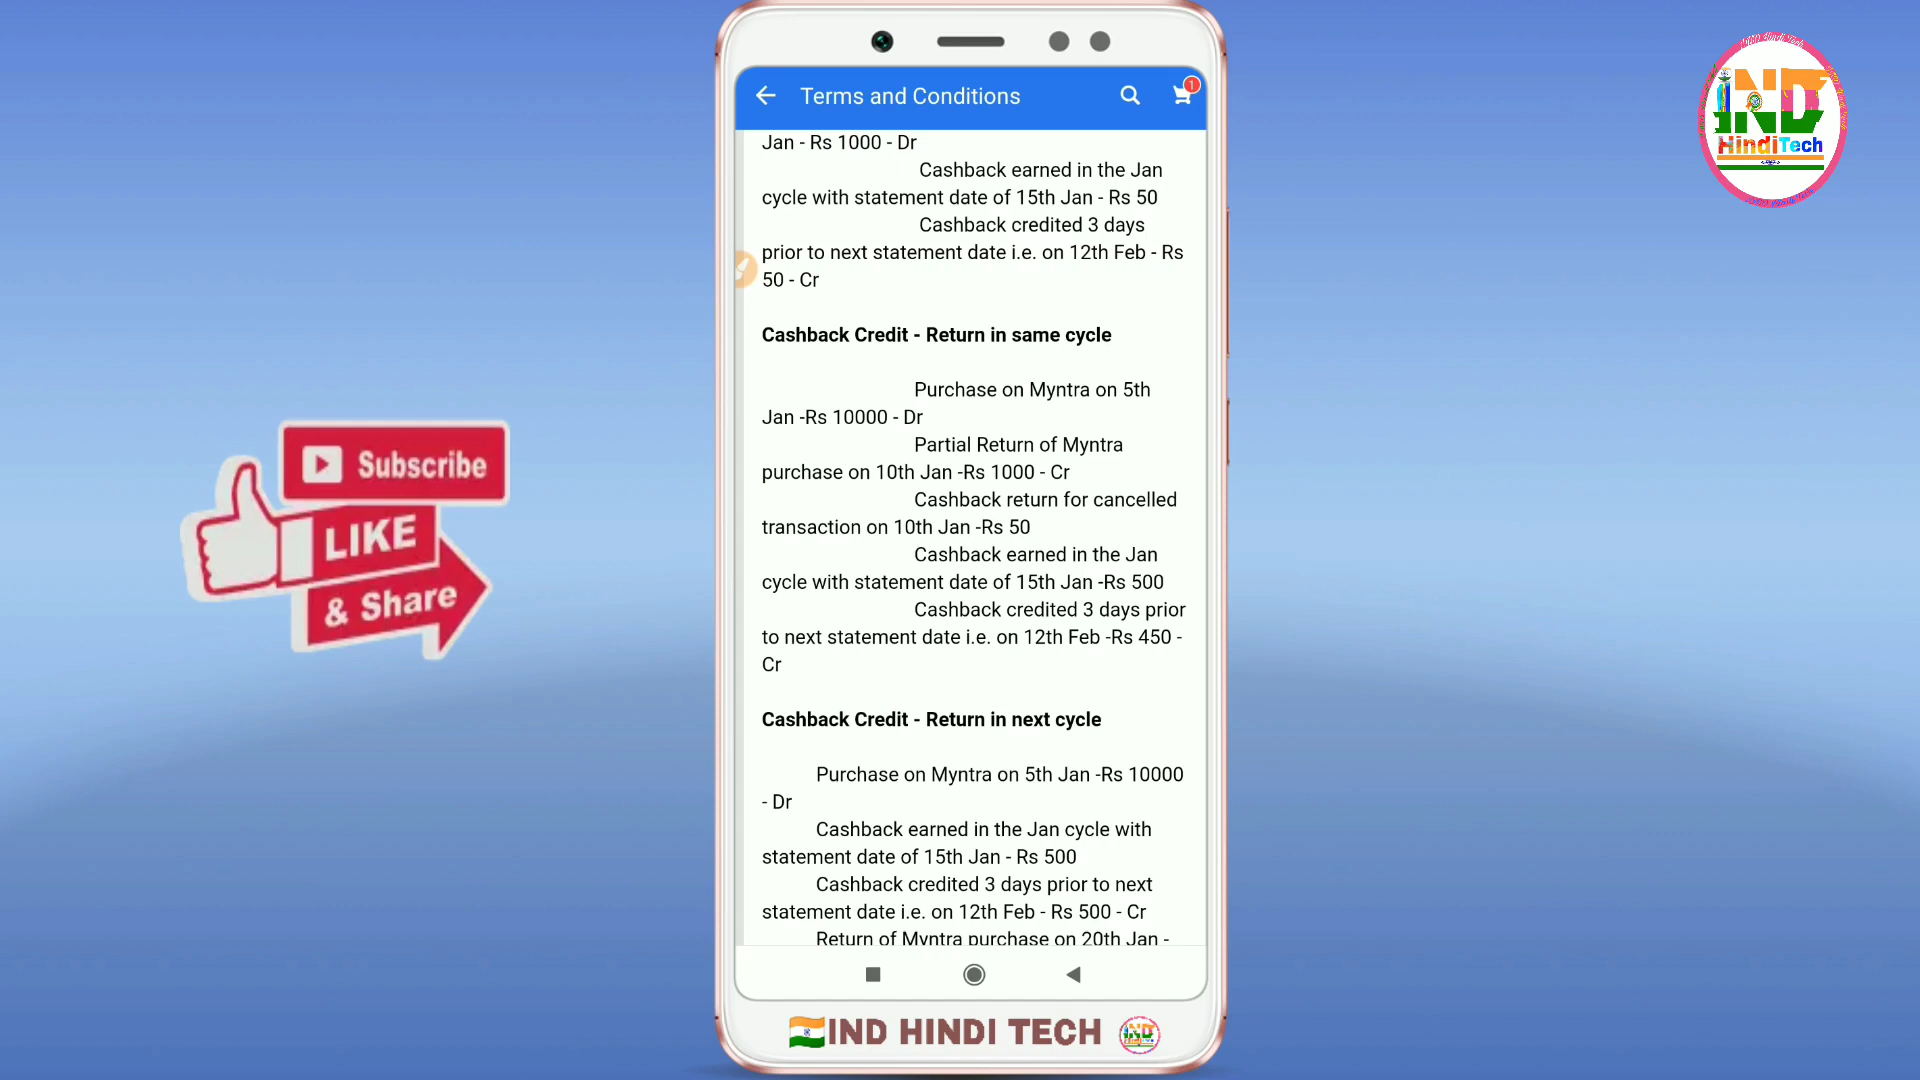 Terms and Conditions
1
Jan - Rs 1000 - Dr
Cashback earned in the Jan
cycle with statement date of 15th Jan - Rs 50
Cashback credited 3 days
prior to next statement date i.e. on 12th Feb - Rs
50 - Cr
Cashback Credit - Return in same cycle
Purchase on Myntra on 5th
Jan -Rs 10000 - Dr
Partial Return of Myntra
purchase on 10th Jan -Rs 1000 - Cr
Cashback return for cancelled
transaction on 10th Jan -Rs 50
Cashback earned in the Jan
cycle with statement date of 15th Jan -Rs 500
Cashback credited 3 days prior
to next statement date i.e. on 12th Feb -Rs 450 -
Cr
Cashback Credit - Return in next cycle
Purchase on Myntra on 5th Jan -Rs 10000
- Dr
Cashback earned in the Jan cycle with
statement date of 15th Jan - Rs 500
Cashback credited 3 days prior to next
statement date i.e. on 12th Feb - Rs 500 - Cr
Return of Myntra purchase on 20th Jan -
IND HINDI TECH
Subscribe
LIKE
& Share
IND
HindiTech